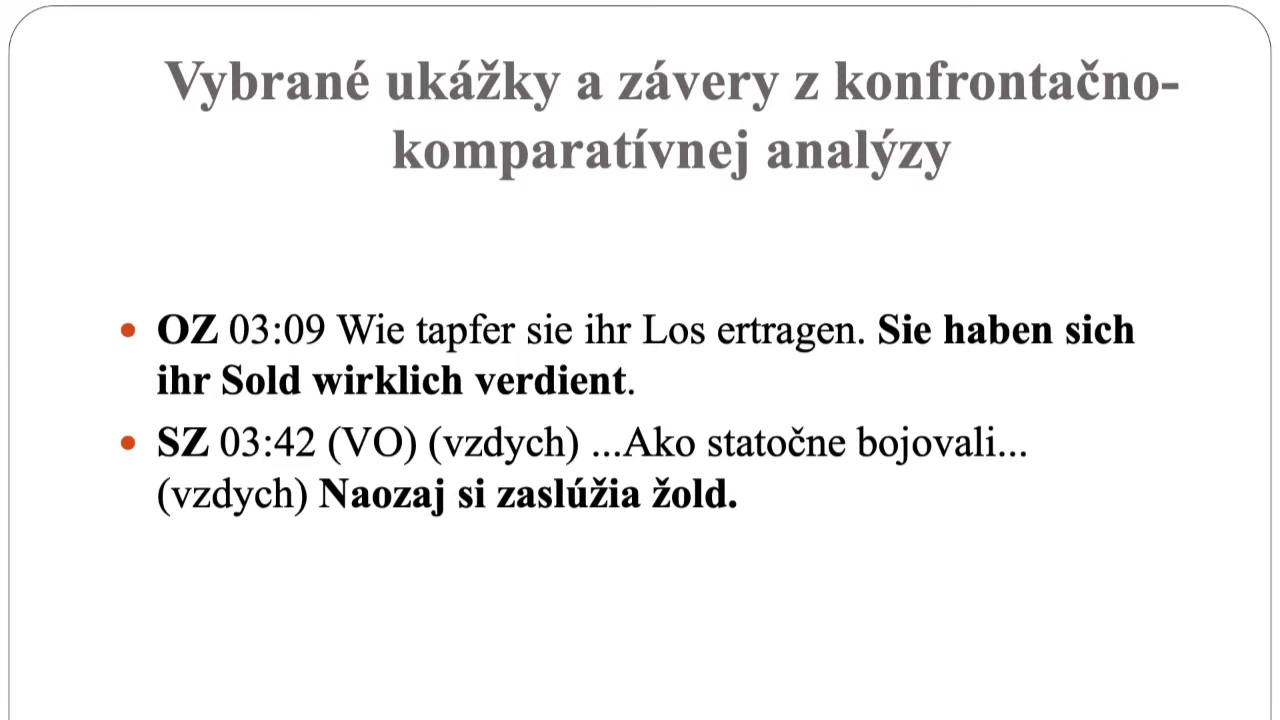 Vybrané ukážky a závery z konfrontačno-
komparatívnej analýzy
• OZ 03:09 Wie tapfer sie ihr Los ertragen. Sie haben sich
ihr Sold wirklich verdient.
• SZ 03:42 (VO) (vzdych) ...Ako statočne bojovali...
(vzdych) Naozaj si zaslúžia žold.